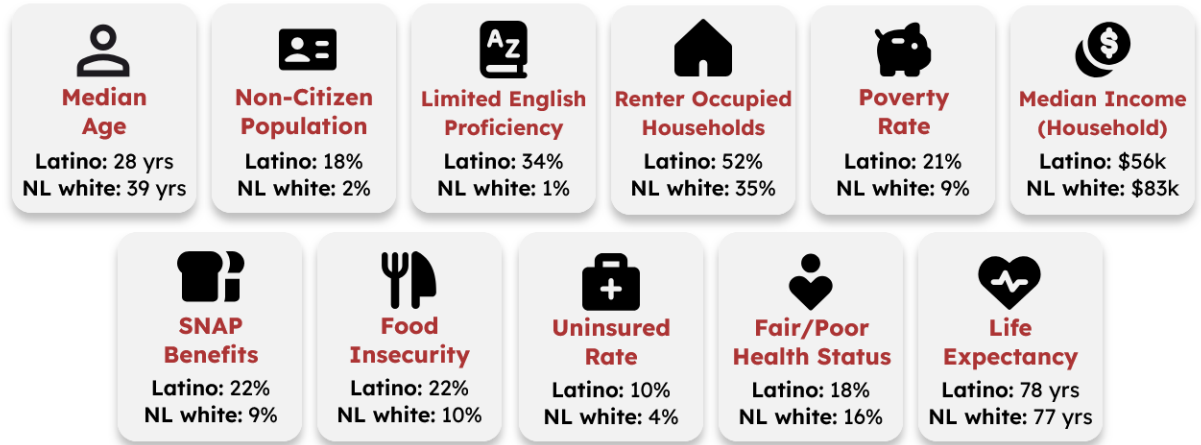 A Z
Median
Age
Latino: 28 yrs
NL white: 39 yrs
Non-Citizen
Population
Latino: 18%
NL white: 2%
Limited English
Proficiency
Latino: 34%
NL white: 1%
Renter Occupied
Households
Latino: 52%
NL white: 35%
Poverty
Rate
Latino: 21%
NL white: 9%
$
Median Income
(Household)
Latino: $56k
NL white: $83k
SNAP
Benefits
Latino: 22%
NL white: 9%
Food
Insecurity
Latino: 22%
NL white: 10%
Uninsured
Rate
Latino: 10%
NL white: 4%
Fair/Poor
Health Status
Latino: 18%
NL white: 16%
Life
Expectancy
Latino: 78 yrs
NL white: 77 yrs